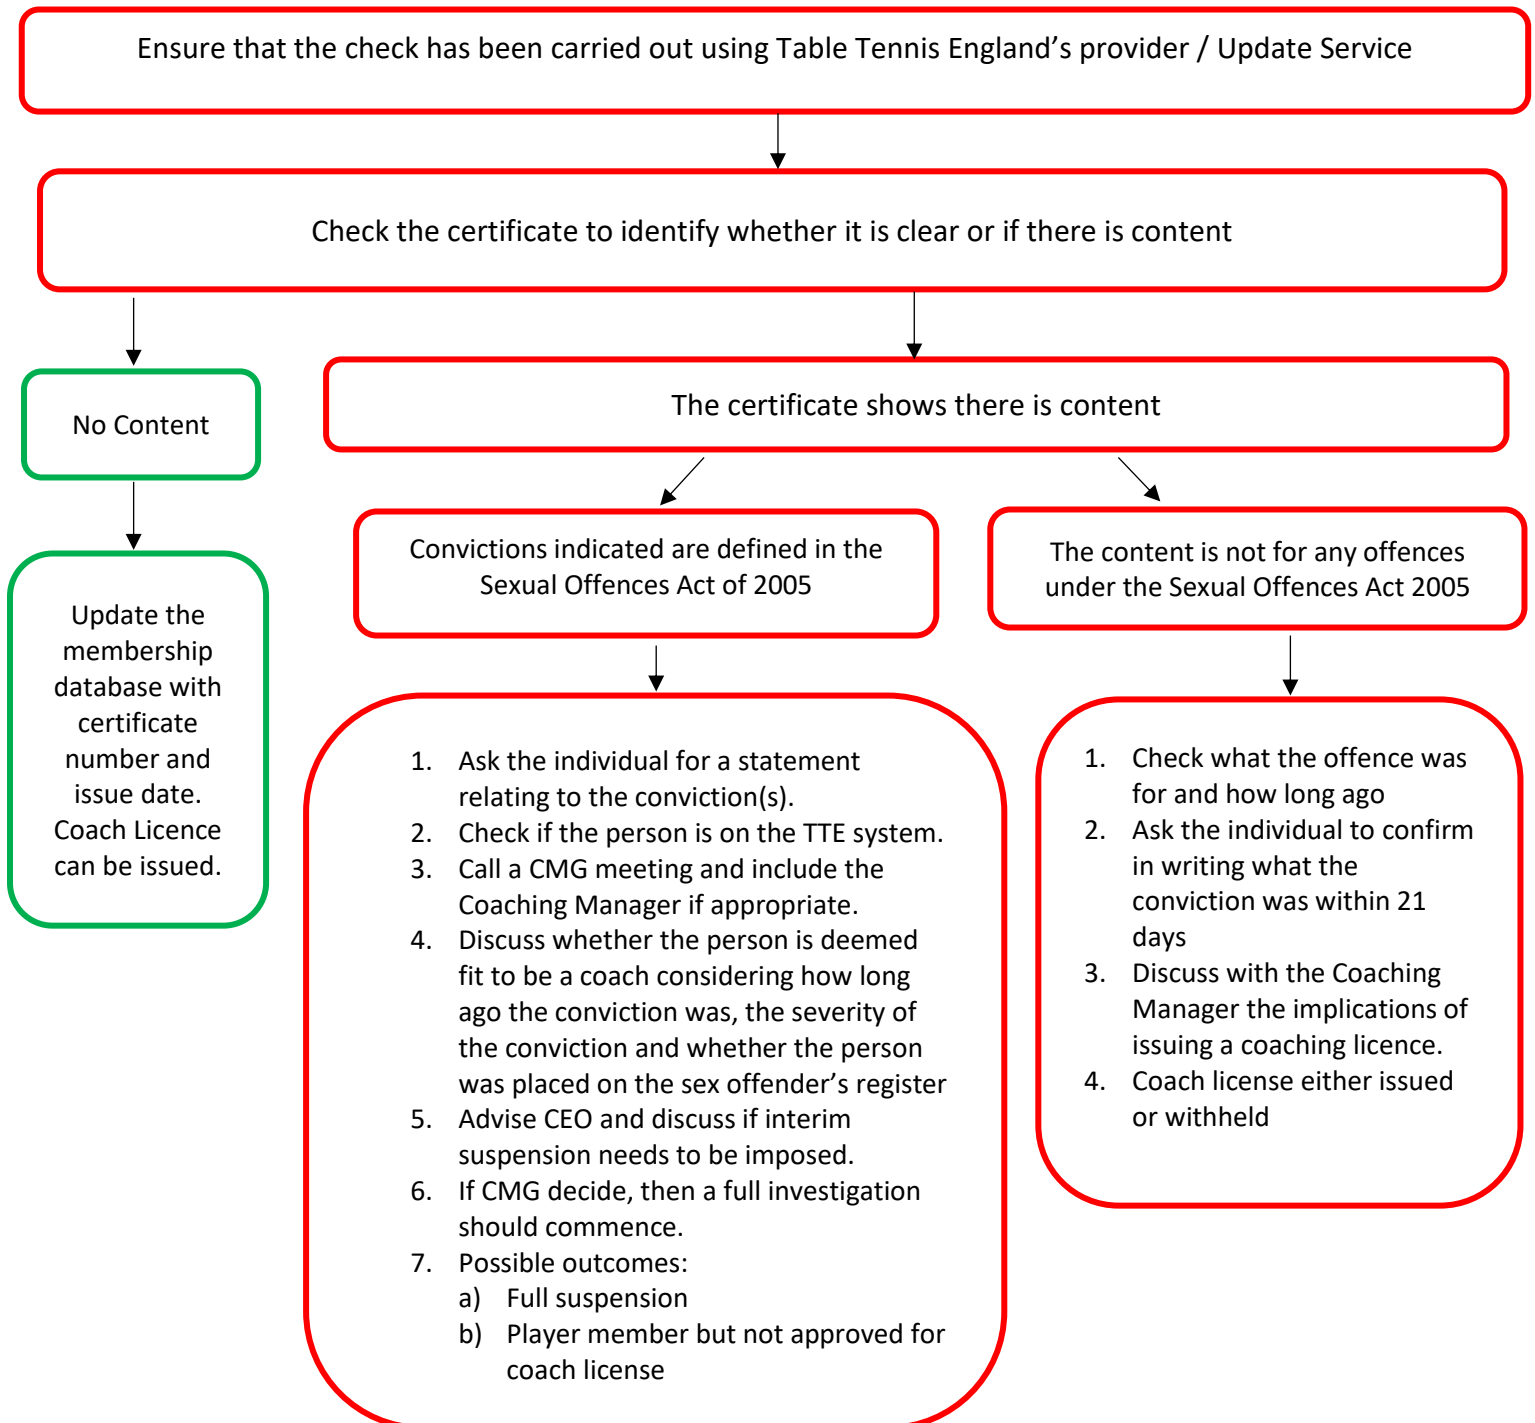 Ensure that the check has been carried out using Table Tennis England’s provider / Update Service
Check the certificate to identify whether it is clear or if there is content
No Content
The certificate shows there is content
Convictions indicated are defined in the
Sexual Offences Act of 2005
The content is not for any offences
under the Sexual Offences Act 2005
Update the
membership
database with
certificate
number and
issue date.
Coach Licence
can be issued.
1. Ask the individual for a statement
relating to the conviction(s).
2. Check if the person is on the TTE system.
3. Call a CMG meeting and include the
Coaching Manager if appropriate.
4. Discuss whether the person is deemed
fit to be a coach considering how long
ago the conviction was, the severity of
the conviction and whether the person
was placed on the sex offender’s register
5. Advise CEO and discuss if interim
suspension needs to be imposed.
6. If CMG decide, then a full investigation
should commence.
7. Possible outcomes:
a) Full suspension
b) Player member but not approved for
coach license
1. Check what the offence was
for and how long ago
2. Ask the individual to confirm
in writing what the
conviction was within 21
days
3. Discuss with the Coaching
Manager the implications of
issuing a coaching licence.
4. Coach license either issued
or withheld